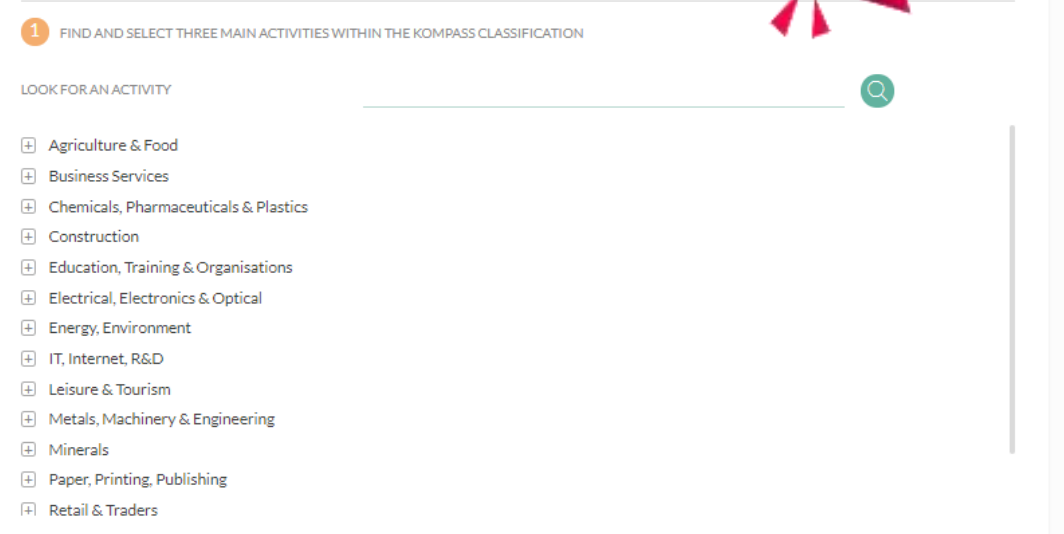 1 FIND AND SELECT THREE MAIN ACTIVITIES WITHIN THE KOMPASS CLASSIFICATION
LOOK FOR AN ACTIVITY
Agriculture & Food
Business Services
Chemicals, Pharmaceuticals & Plastics
Construction
Education, Training & Organisations
Electrical, Electronics & Optical
Energy, Environment
IT, Internet, R&D
Leisure & Tourism
Metals, Machinery & Engineering
Minerals
Paper, Printing, Publishing
Retail & Traders